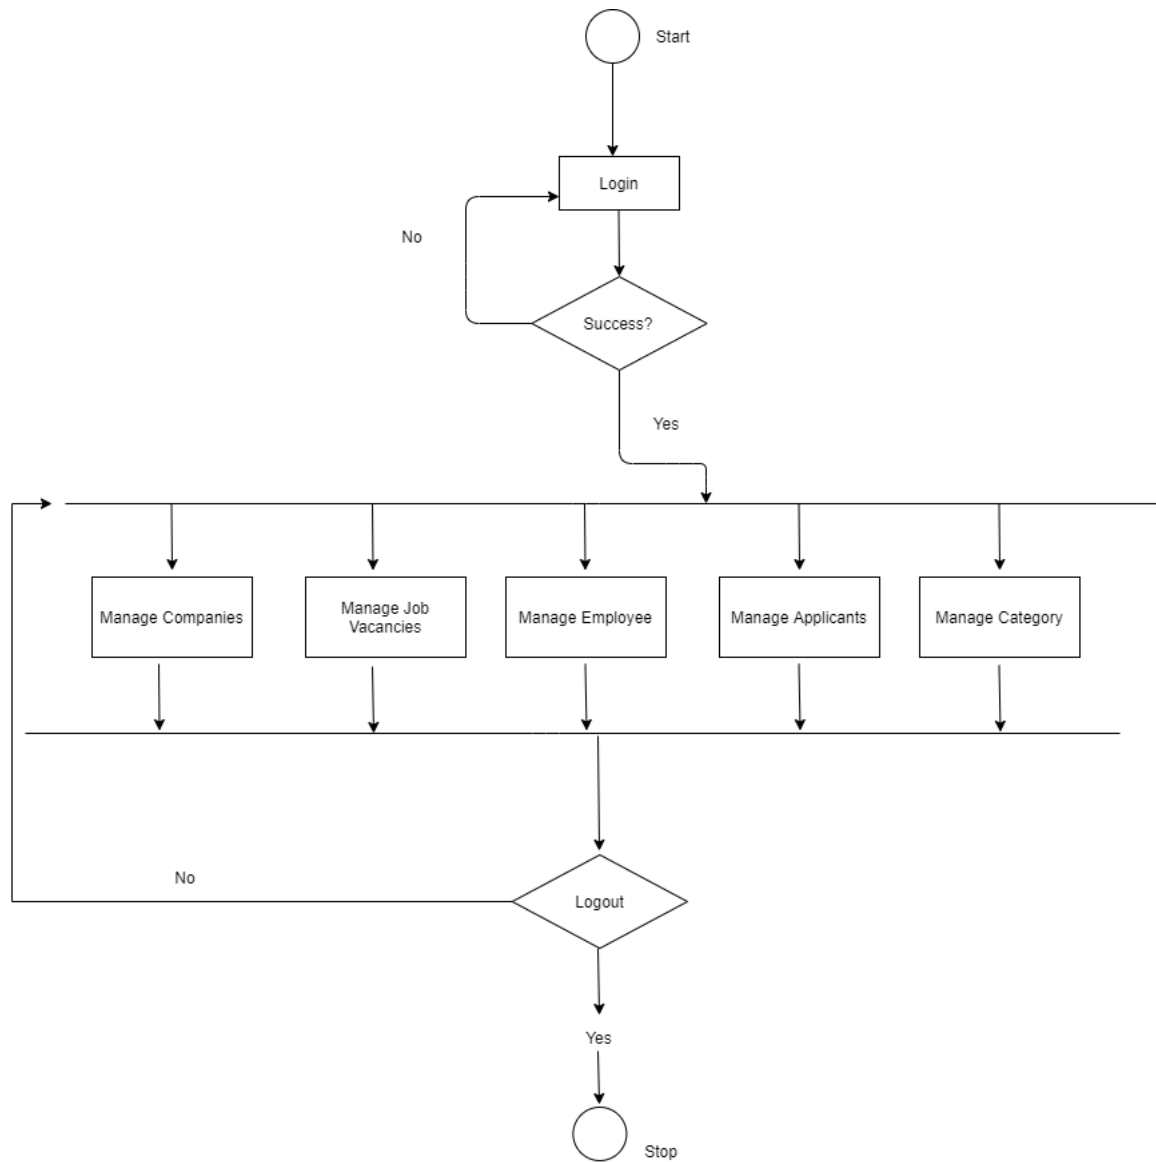 Start
Login
No
Success?
Yes
Manage Companies
Manage Job
Vacancies
Manage Employee
Manage Applicants
Manage Category
No
Logout
Yes
Stop